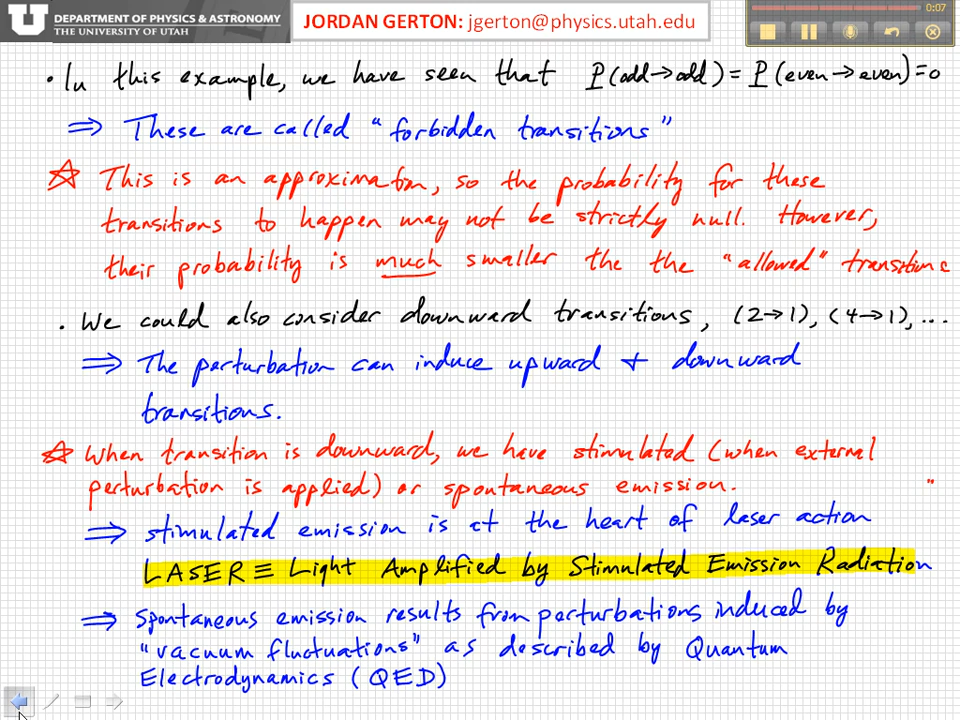 U DEPARTMENT OF PHYSICS & ASTRONOMY
THE UNIVERSITY OF UTAH
JORDAN GERTON: jgerton@physics.utah.edu
0:07
• In this example, we have seen that P(odd→odd) = P(even→even) = 0
⇒ These are called "forbidden transitions"
☆ This is an approximation, so the probability for these
transitions to happen may not be strictly null. However,
their probability is much smaller the the "allowed" transitions
• We could also consider downward transitions, (2→1), (4→1), ...
⇒ The perturbation can induce upward + downward
transitions.
☆ When transition is downward, we have stimulated (when external
perturbation is applied) or spontaneous emission. "
⇒ stimulated emission is at the heart of laser action
LASER ≡ Light Amplified by Stimulated Emission Radiation
⇒ Spontaneous emission results from perturbations induced by
"vacuum fluctuations" as described by Quantum
Electrodynamics (QED)